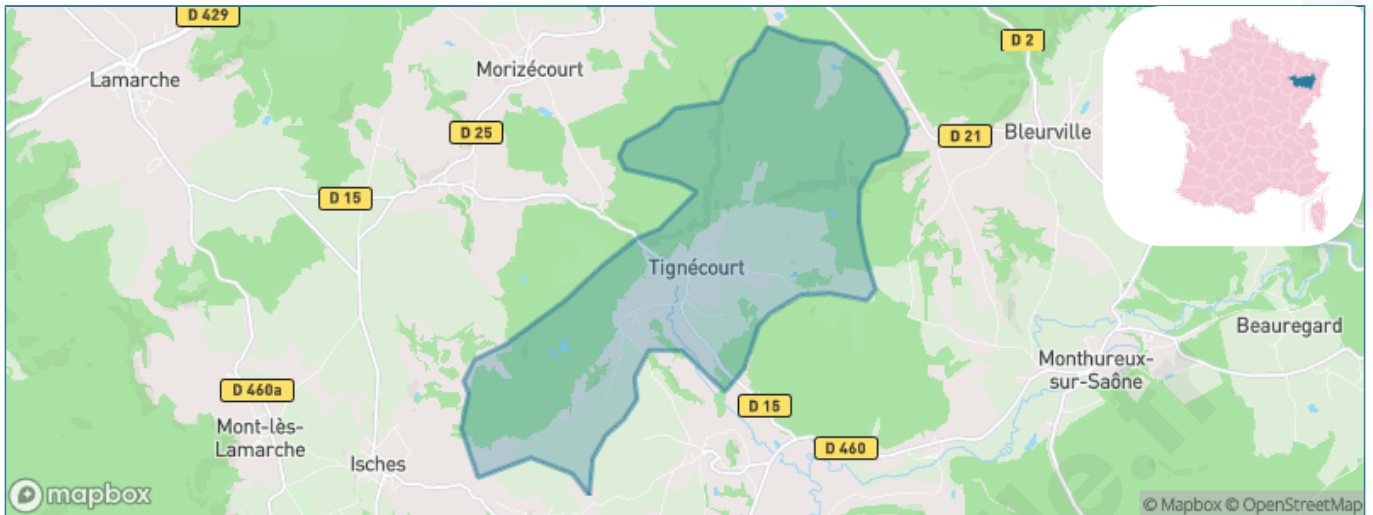 D 429
Lamarche
Morizécourt
D 2
D 25
D 21
Bleurville
D 15
Tignécourt
Beauregard
Monthureux-
sur-Saône
D 460a
D 15
Mont-lès-
Lamarche
D 460
Isches
mapbox
© Mapbox © OpenStreetMap